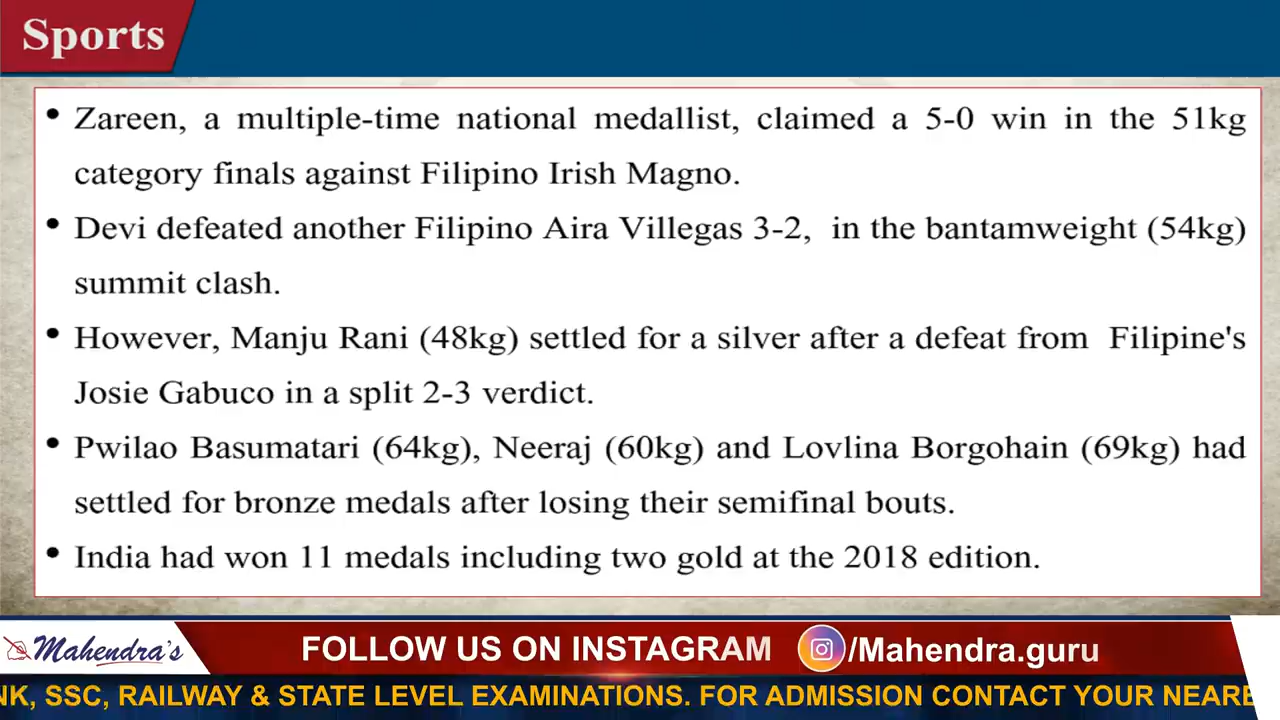 Sports
• Zareen, a multiple-time national medallist, claimed a 5-0 win in the 51kg
category finals against Filipino Irish Magno.
• Devi defeated another Filipino Aira Villegas 3-2, in the bantamweight (54kg)
summit clash.
• However, Manju Rani (48kg) settled for a silver after a defeat from Filipine's
Josie Gabuco in a split 2-3 verdict.
• Pwilao Basumatari (64kg), Neeraj (60kg) and Lovlina Borgohain (69kg) had
settled for bronze medals after losing their semifinal bouts.
• India had won 11 medals including two gold at the 2018 edition.
Mahendra's
FOLLOW US ON INSTAGRAM /Mahendra.guru
NK, SSC, RAILWAY & STATE LEVEL EXAMINATIONS. FOR ADMISSION CONTACT YOUR NEARE